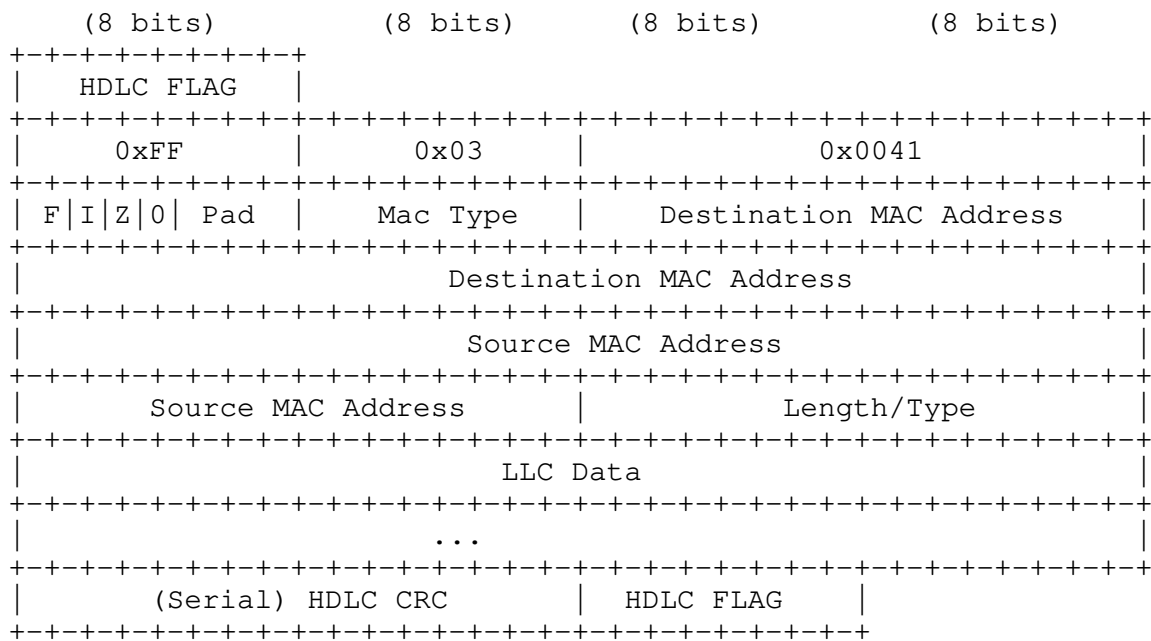 (8 bits) (8 bits) (8 bits) (8 bits)
+-+-+-+-+-+-+-+-+
| HDLC FLAG |
+-+-+-+-+-+-+-+-+-+-+-+-+-+-+-+-+-+-+-+-+-+-+-+-+-+-+-+-+-+-+-+-+
| 0xFF | 0x03 | 0x0041 |
+-+-+-+-+-+-+-+-+-+-+-+-+-+-+-+-+-+-+-+-+-+-+-+-+-+-+-+-+-+-+-+-+
| F|I|Z|0| Pad | Mac Type | Destination MAC Address |
+-+-+-+-+-+-+-+-+-+-+-+-+-+-+-+-+-+-+-+-+-+-+-+-+-+-+-+-+-+-+-+-+
| Destination MAC Address |
+-+-+-+-+-+-+-+-+-+-+-+-+-+-+-+-+-+-+-+-+-+-+-+-+-+-+-+-+-+-+-+-+
| Source MAC Address |
+-+-+-+-+-+-+-+-+-+-+-+-+-+-+-+-+-+-+-+-+-+-+-+-+-+-+-+-+-+-+-+-+
| Source MAC Address | Length/Type |
+-+-+-+-+-+-+-+-+-+-+-+-+-+-+-+-+-+-+-+-+-+-+-+-+-+-+-+-+-+-+-+-+
| LLC Data |
+-+-+-+-+-+-+-+-+-+-+-+-+-+-+-+-+-+-+-+-+-+-+-+-+-+-+-+-+-+-+-+-+
| ... |
+-+-+-+-+-+-+-+-+-+-+-+-+-+-+-+-+-+-+-+-+-+-+-+-+-+-+-+-+-+-+-+-+
| (Serial) HDLC CRC | HDLC FLAG |
+-+-+-+-+-+-+-+-+-+-+-+-+-+-+-+-+-+-+-+-+-+-+-+-+